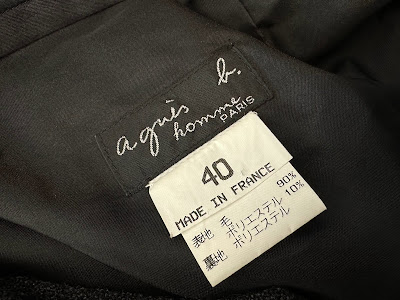 agnès b.
homme
PARIS
40
MADE IN FRANCE
表地 毛 90%
ポリエステル 10%
裏地 ポリエステル